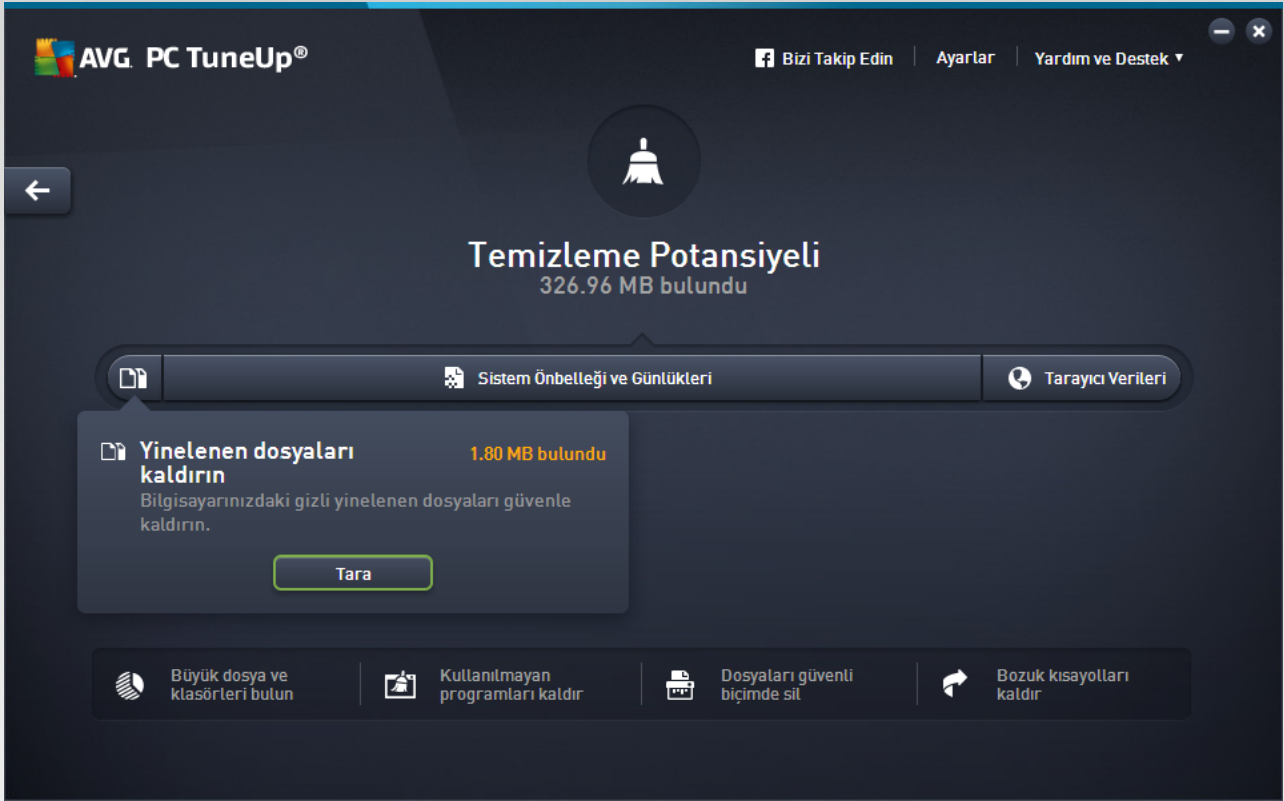 AVG. PC TuneUp®
Bizi Takip Edin
Ayarlar
Yardım ve Destek
Temizleme Potansiyeli
326.96 MB bulundu
Sistem Önbelleği ve Günlükleri
Tarayıcı Verileri
Yinelenen dosyaları
kaldırın
1.80 MB bulundu
Bilgisayarınızdaki gizli yinelenen dosyaları güvenle
kaldırın.
Tara
Büyük dosya ve
klasörleri bulun
Kullanılmayan
programları kaldır
Dosyaları güvenli
biçimde sil
Bozuk kısayolları
kaldır